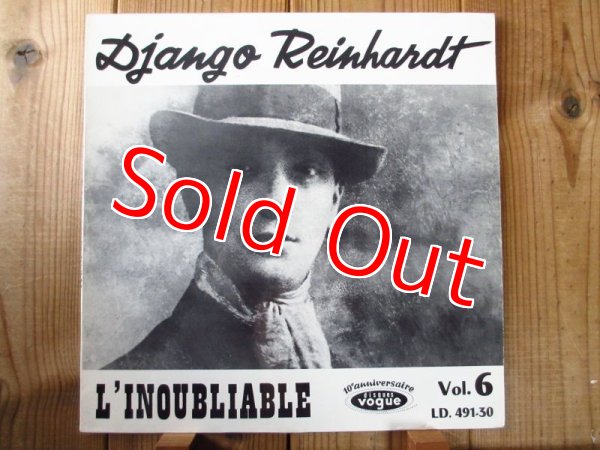 Django Reinhardt
Sold Out
L'INOUBLIABLE
10e anniversaire
disques
vogue
Vol. 6
LD. 491-30